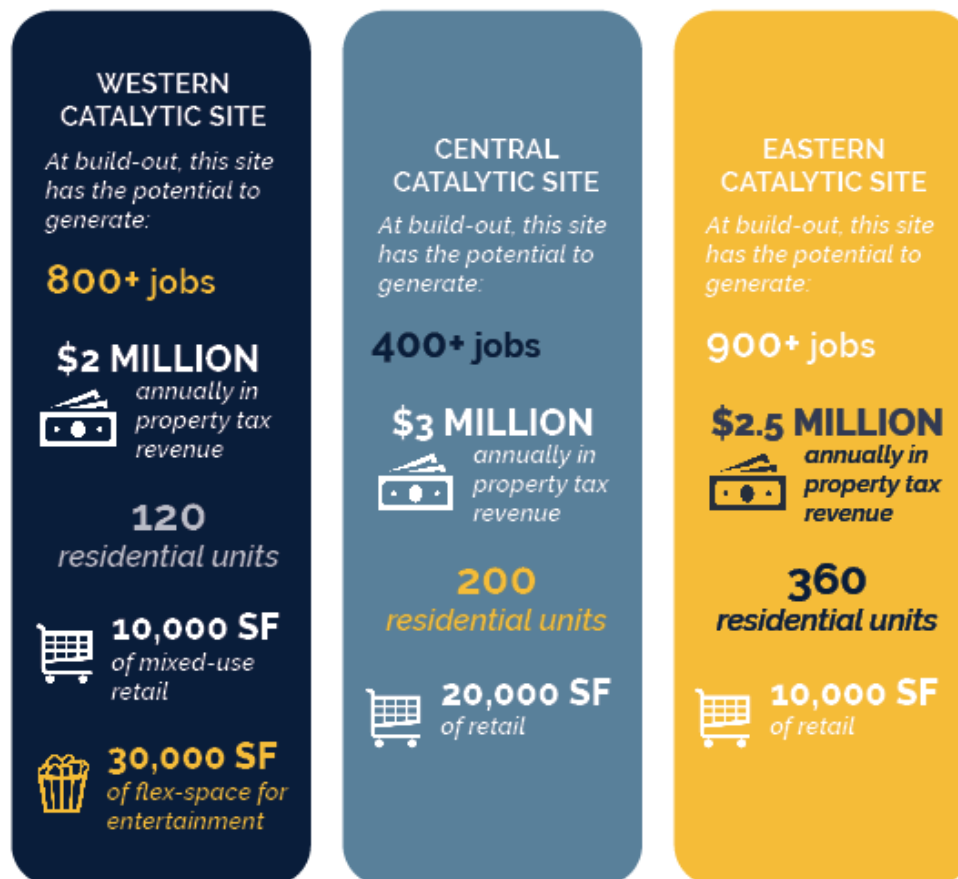 WESTERN
CATALYTIC SITE
At build-out, this site
has the potential to
generate:
800+ jobs
$2 MILLION
annually in
property tax
revenue
120
residential units
10,000 SF
of mixed-use
retail
30,000 SF
of flex-space for
entertainment
CENTRAL
CATALYTIC SITE
At build-out, this site
has the potential to
generate:
400+ jobs
$3 MILLION
annually in
property tax
revenue
200
residential units
20,000 SF
of retail
EASTERN
CATALYTIC SITE
At build-out, this site
has the potential to
generate:
900+ jobs
$2.5 MILLION
annually in
property tax
revenue
360
residential units
10,000 SF
of retail